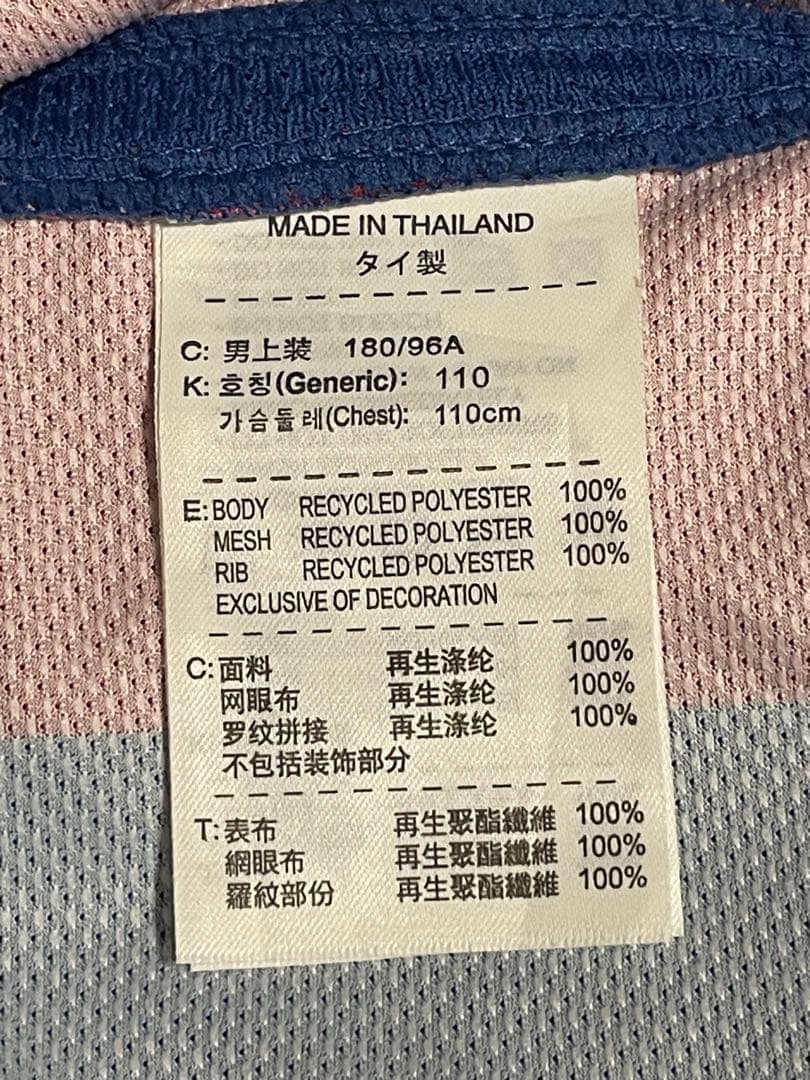 MADE IN THAILAND
タイ製
C: 男上装 180/96A
K: 호칭(Generic): 110
가슴둘레(Chest): 110cm
E: BODY RECYCLED POLYESTER 100%
MESH RECYCLED POLYESTER 100%
RIB RECYCLED POLYESTER 100%
EXCLUSIVE OF DECORATION
C: 面料 再生涤纶 100%
网眼布 再生涤纶 100%
罗纹拼接 再生涤纶 100%
不包括装饰部分
T: 表布 再生聚酯纖維 100%
網眼布 再生聚酯纖維 100%
羅紋部份 再生聚酯纖維 100%